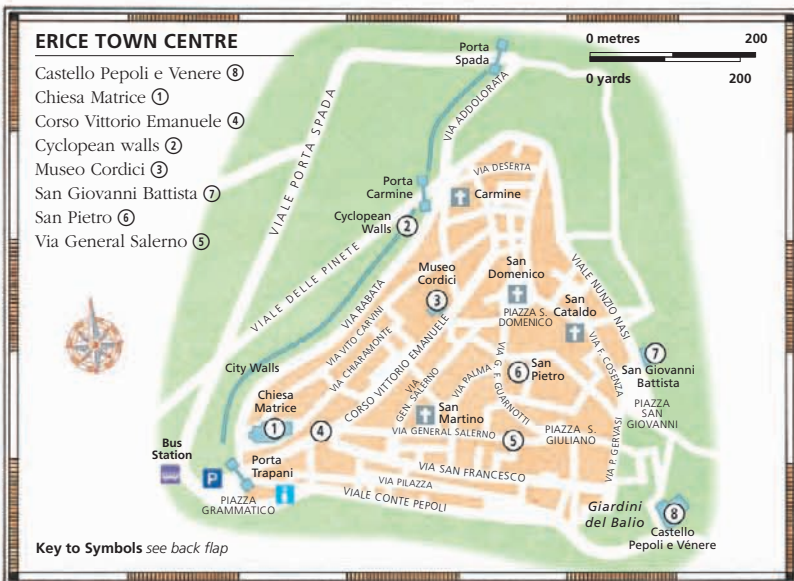 ERICE TOWN CENTRE
Castello Pepoli e Venere ⑧
Chiesa Matrice ①
Corso Vittorio Emanuele ④
Cyclopean walls ②
Museo Cordici ③
San Giovanni Battista ⑦
San Pietro ⑥
Via General Salerno ⑤
0 metres 200
0 yards 200
Porta
Spada
VIA ADDOLORATA
VIALE PORTA SPADA
VIA DESERTA
Porta
Carmine
Carmine
Cyclopean
Walls
②
VIALE DELLE PINETE
VIA RABATA
Museo
Cordici
③
San
Domenico
PIAZZA S.
DOMENICO
San
Cataldo
VIALE NUNZIO NASI
VIA VITO CARVINI
VIA CHIARAMONTE
CORSO VITTORIO EMANUELE
VIA
GEN. SALERNO
VIA PALMA
VIA G. F. GUARNOTTI
⑥
San
Pietro
VIA F. COSENZA
⑦
San Giovanni
Battista
PIAZZA
SAN
GIOVANNI
City Walls
Chiesa
Matrice
①
④
San
Martino
VIA GENERAL SALERNO
⑤
PIAZZA S.
GIULIANO
VIA P. GERVASI
Bus
Station
P
Porta
Trapani
PIAZZA
GRAMMATICO
i
VIA SAN FRANCESCO
VIA PILAZZA
VIALE CONTE PEPOLI
Giardini
del Balio
⑧
Castello
Pepoli e Vénere
Key to Symbols see back flap